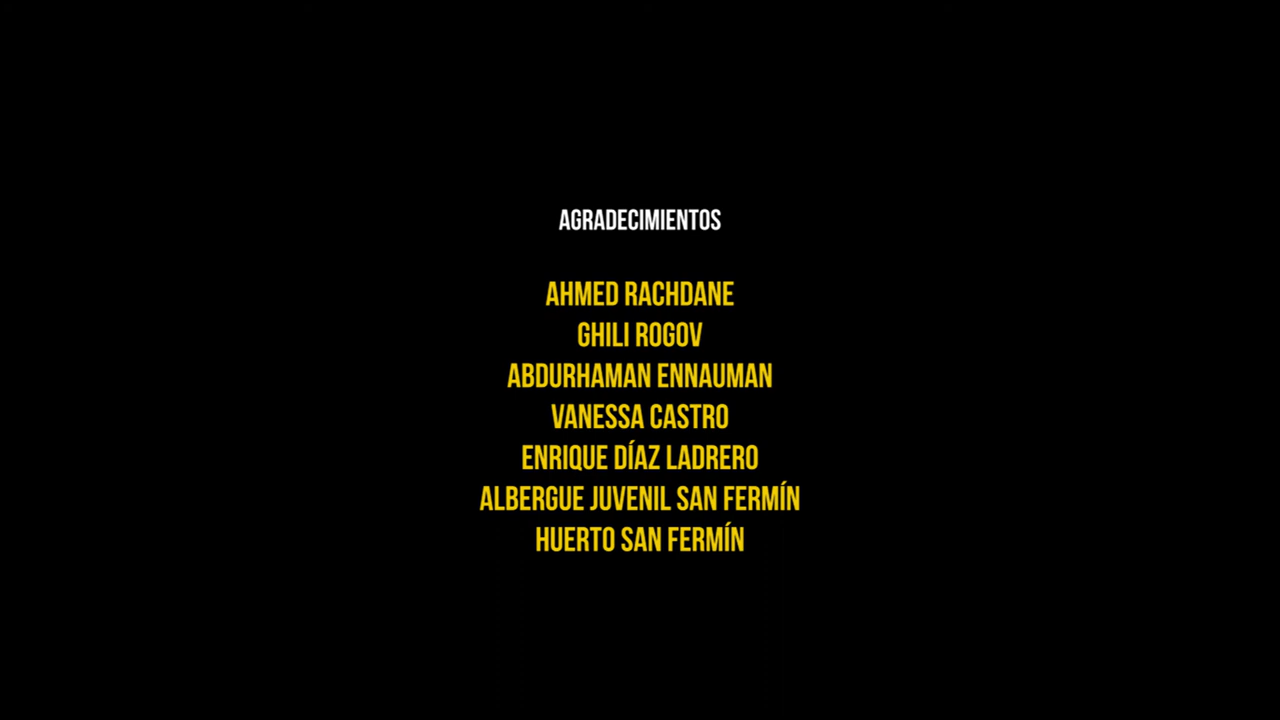 AGRADECIMIENTOS
AHMED RACHDANE
GHILI ROGOV
ABDURHAMAN ENNAUMAN
VANESSA CASTRO
ENRIQUE DÍAZ LADRERO
ALBERGUE JUVENIL SAN FERMÍN
HUERTO SAN FERMÍN